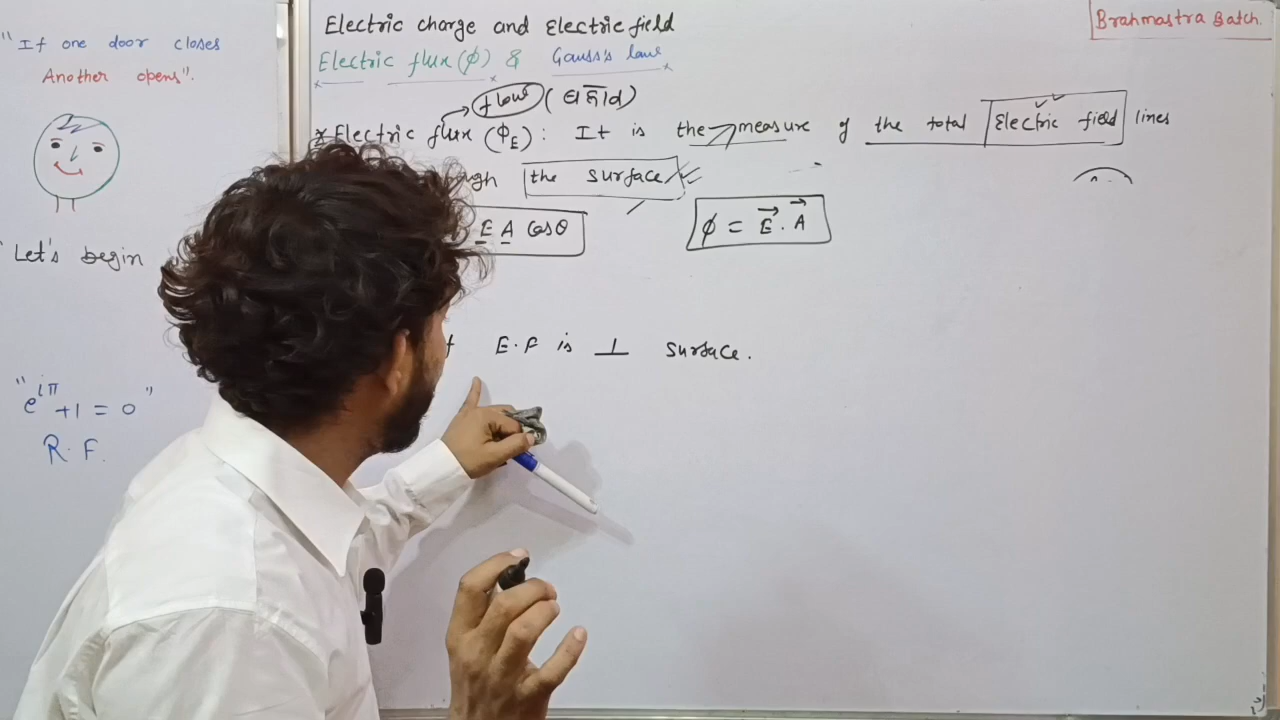 "If one door closes
Another opens".
Let's begin
"e^iπ +1 = 0"
R.F.
Electric charge and Electric field
Brahmastra Batch
Electric flux (ϕ) & Gauss's law
flow (बहाव)
* Electric flux (ϕE): It is the measure of the total Electric field lines
the surface
E A Cosθ
ϕ = E⃗ . A⃗
E.F is ⊥ surface.